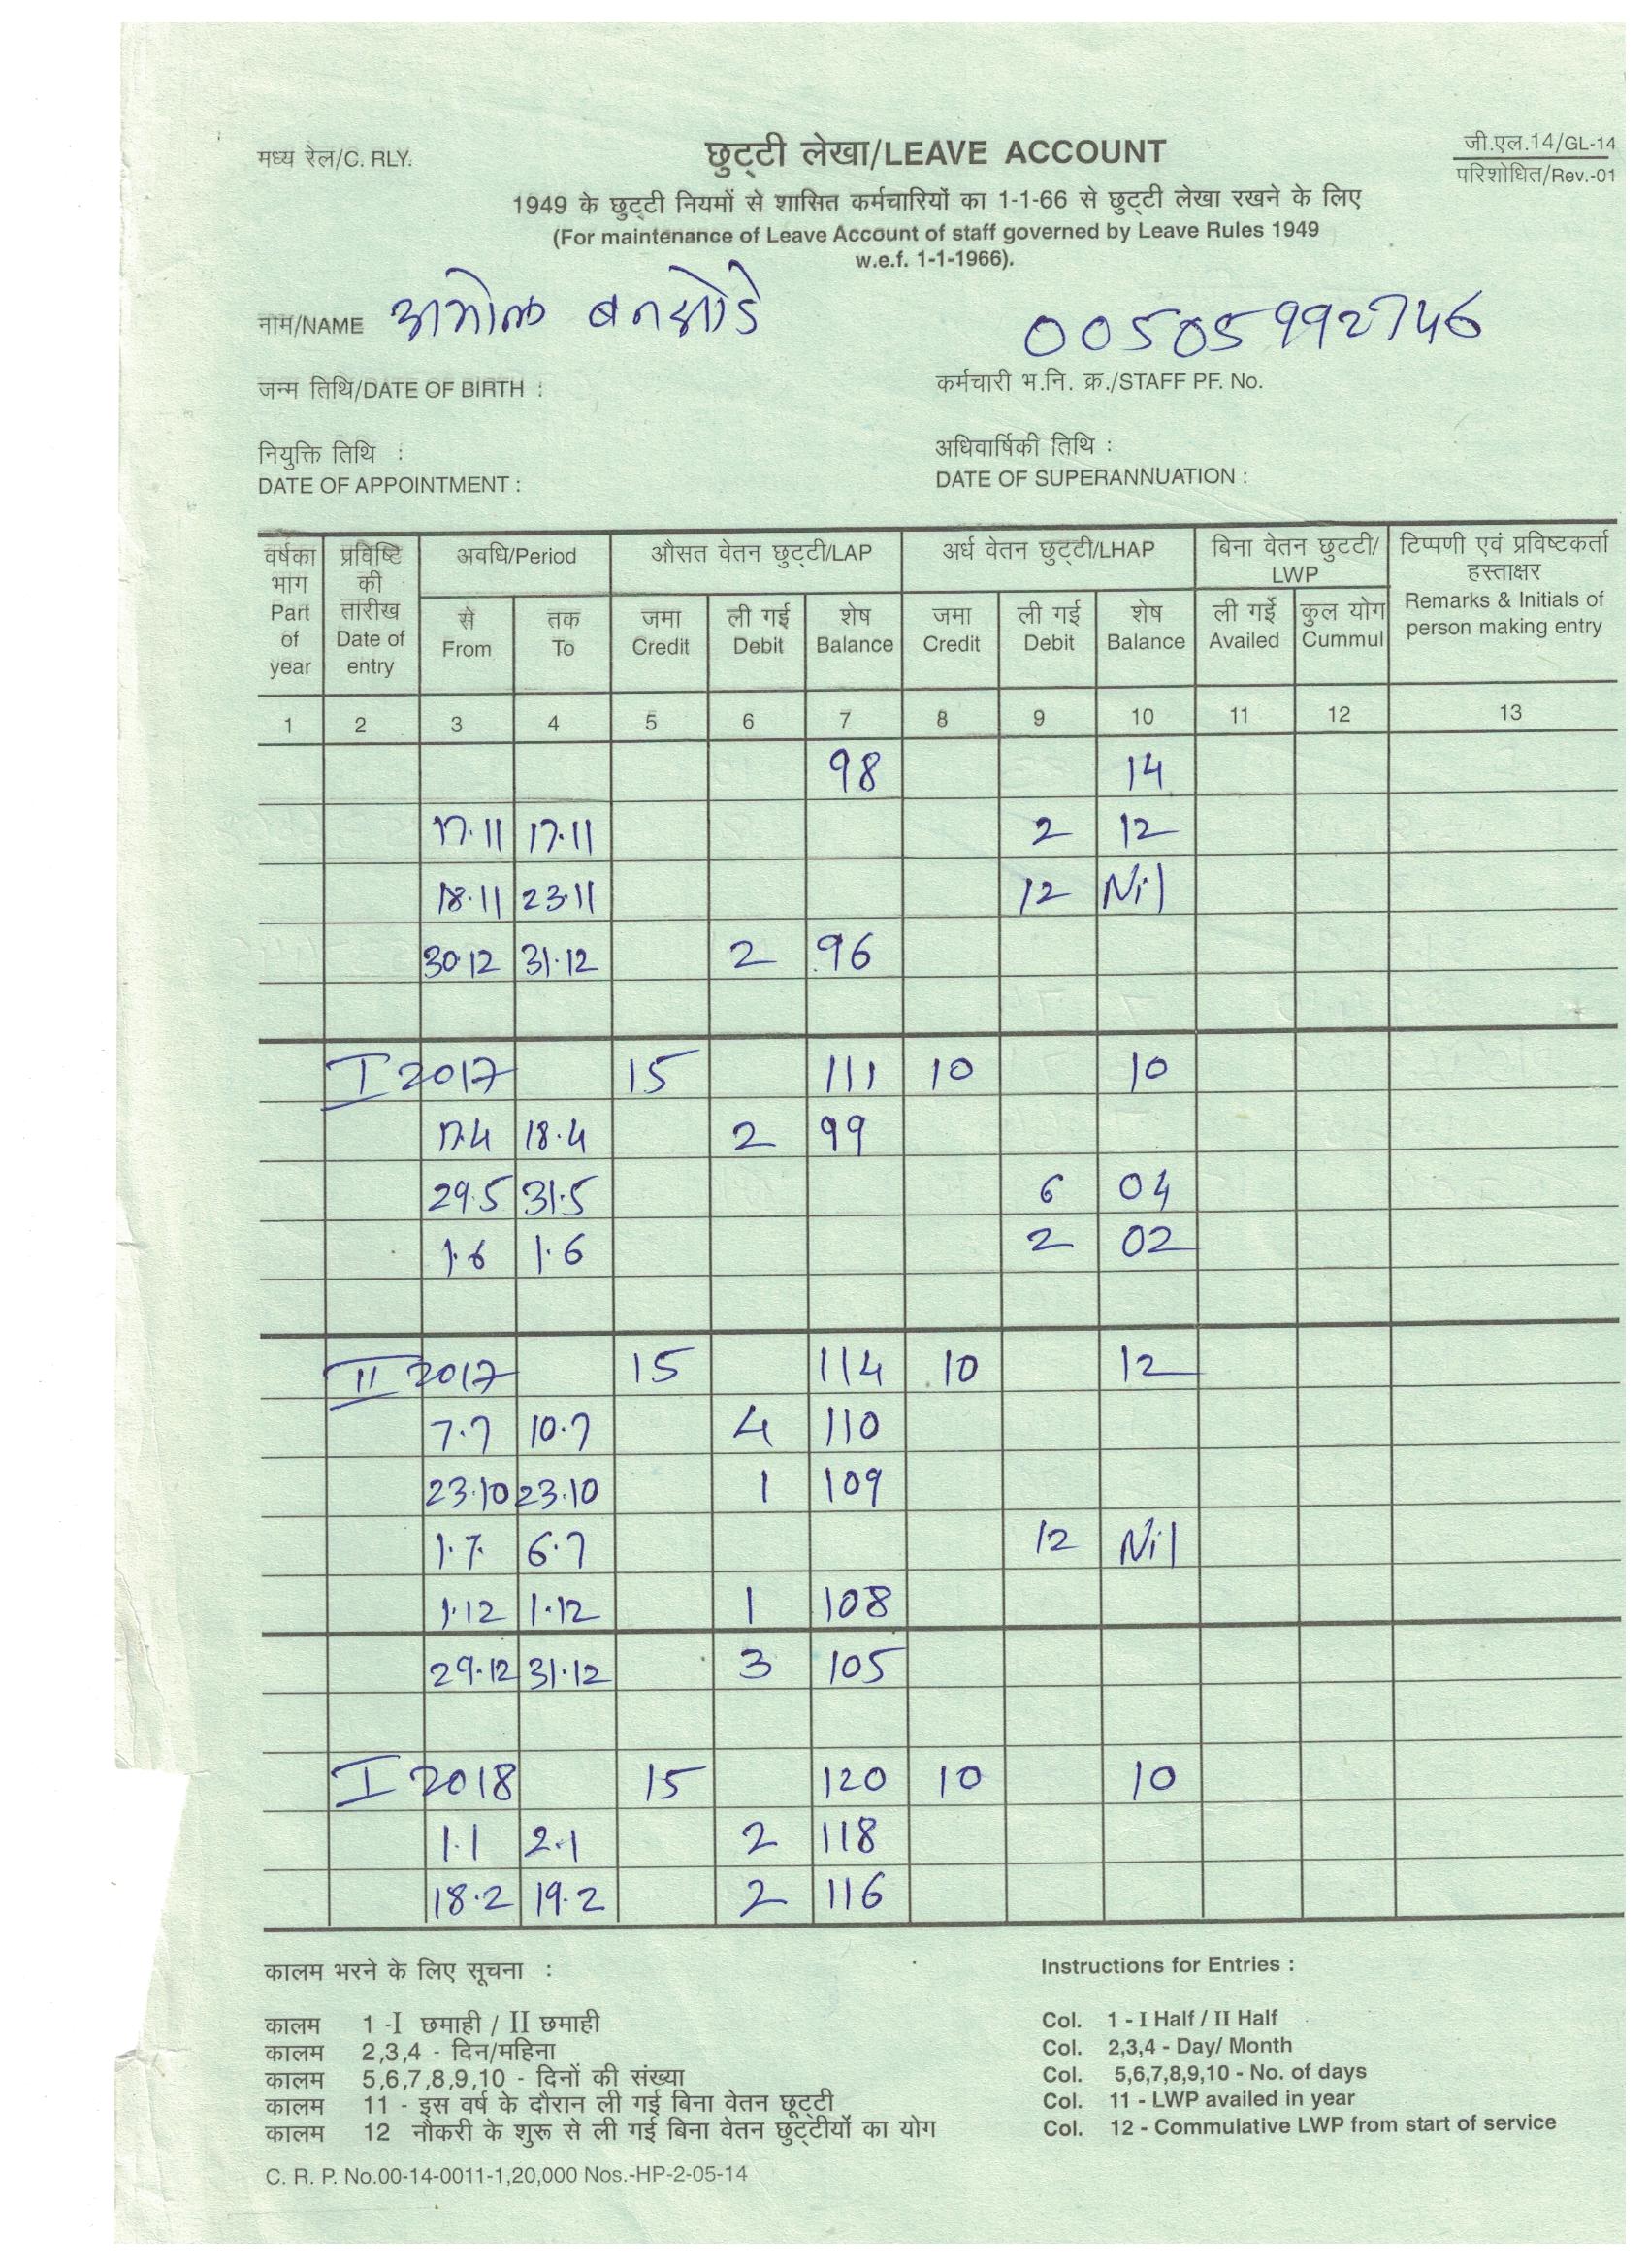 मध्य रेल/C. RLY.
छुट्टी लेखा/LEAVE ACCOUNT
जी.एल.14/GL-14
परिशोधित/Rev.-01
1949 के छुट्टी नियमों से शासित कर्मचारियों का 1-1-66 से छुट्टी लेखा रखने के लिए
(For maintenance of Leave Account of staff governed by Leave Rules 1949
w.e.f. 1-1-1966).
नाम/NAME अमोल बनसोडे
00505992746
जन्म तिथि/DATE OF BIRTH :
कर्मचारी भ.नि. क्र./STAFF PF. No.
नियुक्ति तिथि :
DATE OF APPOINTMENT :
अधिवार्षिकी तिथि :
DATE OF SUPERANNUATION :
वर्षका भाग Part of year
प्रविष्टि की तारीख Date of entry
अवधि/Period
औसत वेतन छुट्टी/LAP
अर्ध वेतन छुट्टी/LHAP
बिना वेतन छुटटी/ LWP
टिप्पणी एवं प्रविष्टकर्ता हस्ताक्षर Remarks & Initials of person making entry
से From तक To जमा Credit ली गई Debit शेष Balance जमा Credit ली गई Debit शेष Balance ली गईे Availed कुल योग Cummul
1 2 3 4 5 6 7 8 9 10 11 12 13
98 14
17.11 17.11 2 12
18.11 23.11 12 Nil
30.12 31.12 2 96
I 2017 15 111 10 10
17.4 18.4 2 99
29.5 31.5 6 04
1.6 1.6 2 02
II 2017 15 114 10 12
7.7 10.7 4 110
23.10 23.10 1 109
1.7. 6.7 12 Nil
1.12 1.12 1 108
29.12 31.12 3 105
I 2018 15 120 10 10
1.1 2.1 2 118
18.2 19.2 2 116
कालम भरने के लिए सूचना :
Instructions for Entries :
कालम 1 -I छमाही / II छमाही
कालम 2,3,4 - दिन/महिना
कालम 5,6,7,8,9,10 - दिनों की संख्या
कालम 11 - इस वर्ष के दौरान ली गई बिना वेतन छूट्टी
कालम 12 नौकरी के शुरू से ली गई बिना वेतन छुट्टीयों का योग
Col. 1 - I Half / II Half
Col. 2,3,4 - Day/ Month
Col. 5,6,7,8,9,10 - No. of days
Col. 11 - LWP availed in year
Col. 12 - Commulative LWP from start of service
C. R. P. No.00-14-0011-1,20,000 Nos.-HP-2-05-14